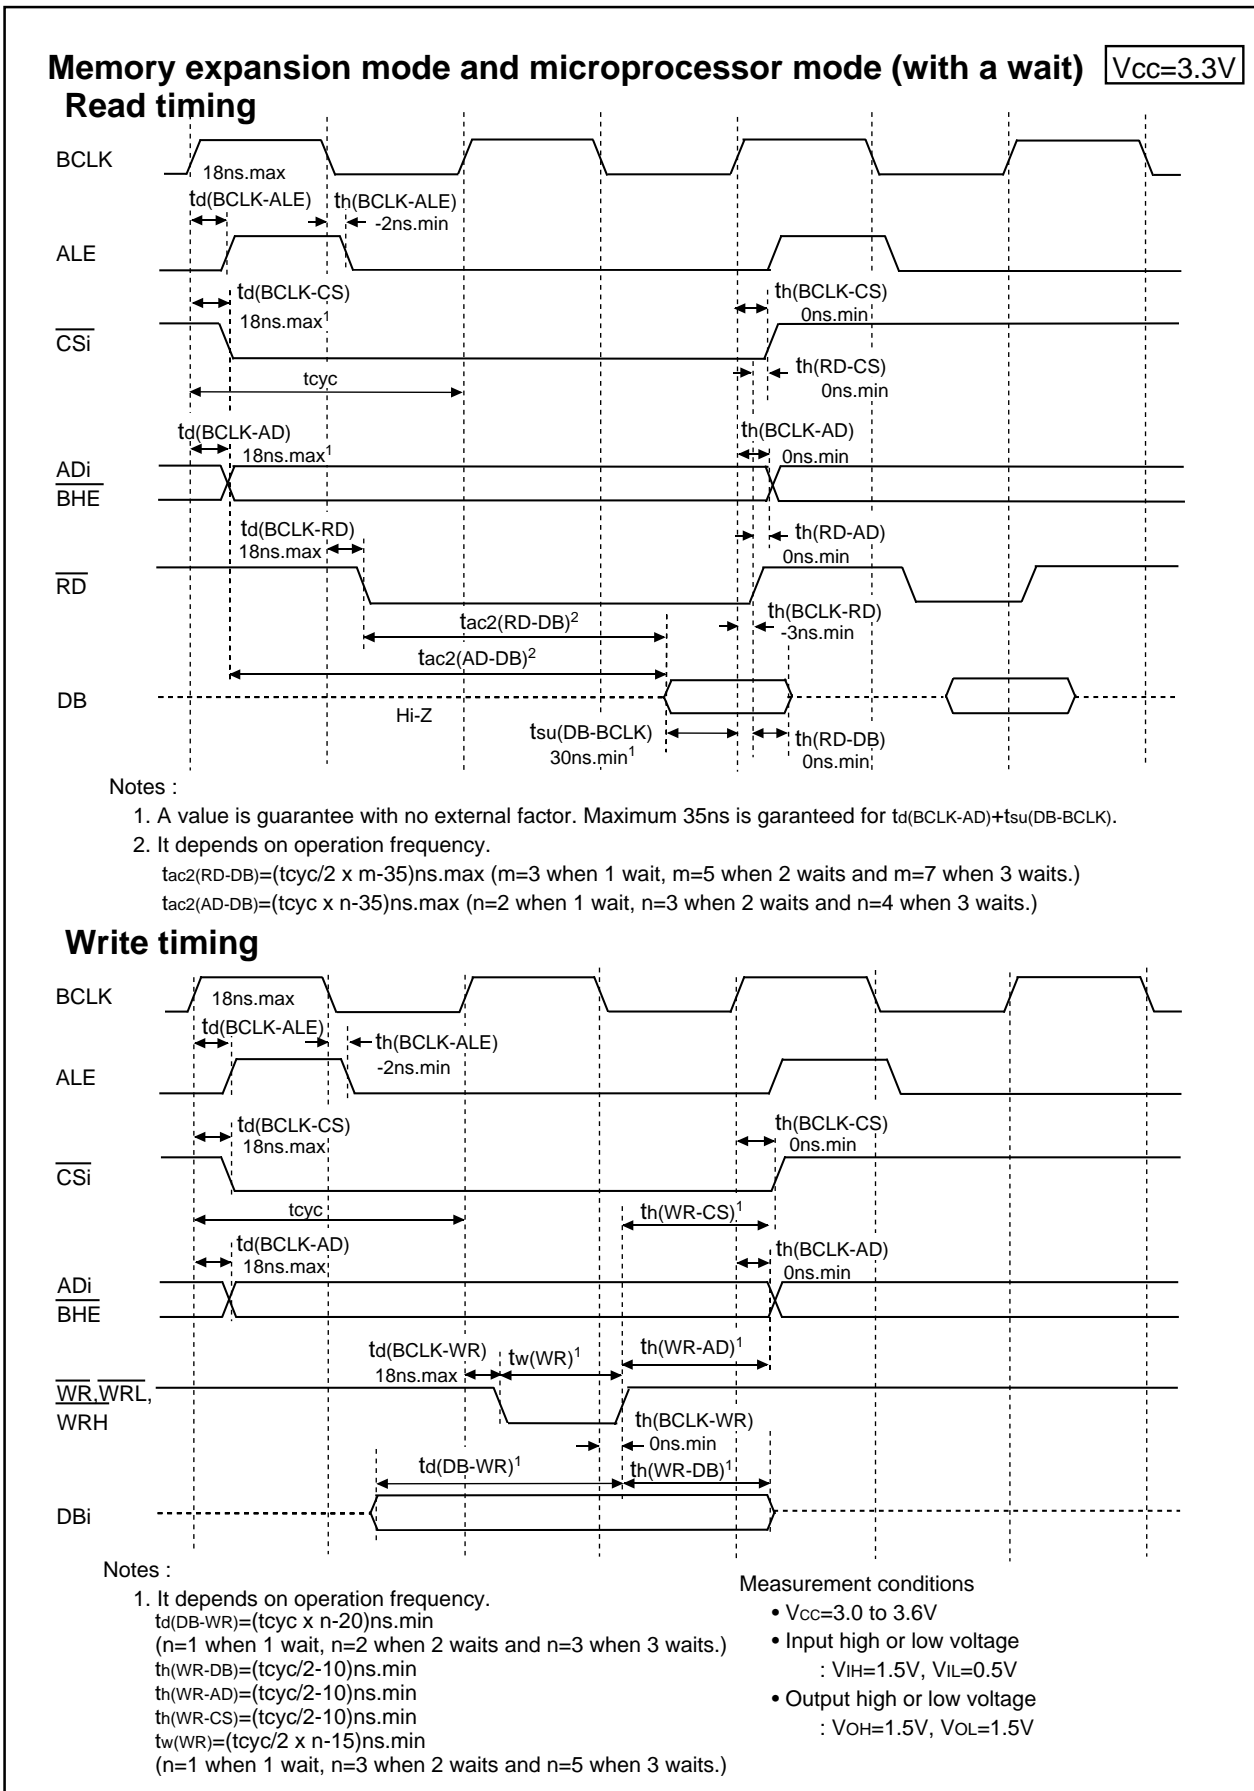 Memory expansion mode and microprocessor mode (with a wait) Vcc=3.3V
Read timing
BCLK
18ns.max
td(BCLK-ALE) th(BCLK-ALE)
-2ns.min
ALE
td(BCLK-CS) th(BCLK-CS)
18ns.max1 0ns.min
CSi
th(RD-CS)
tcyc
0ns.min
td(BCLK-AD) th(BCLK-AD)
18ns.max1 0ns.min
ADi
BHE
td(BCLK-RD) th(RD-AD)
18ns.max 0ns.min
RD
th(BCLK-RD)
tac2(RD-DB)2 -3ns.min
tac2(AD-DB)2
DB
Hi-Z
tsu(DB-BCLK) th(RD-DB)
30ns.min1 0ns.min
Notes :
1. A value is guarantee with no external factor. Maximum 35ns is garanteed for td(BCLK-AD)+tsu(DB-BCLK).
2. It depends on operation frequency.
tac2(RD-DB)=(tcyc/2 x m-35)ns.max (m=3 when 1 wait, m=5 when 2 waits and m=7 when 3 waits.)
tac2(AD-DB)=(tcyc x n-35)ns.max (n=2 when 1 wait, n=3 when 2 waits and n=4 when 3 waits.)
Write timing
BCLK
18ns.max
td(BCLK-ALE) th(BCLK-ALE)
-2ns.min
ALE
td(BCLK-CS) th(BCLK-CS)
18ns.max 0ns.min
CSi
tcyc th(WR-CS)1
td(BCLK-AD) th(BCLK-AD)
18ns.max 0ns.min
ADi
BHE
td(BCLK-WR) tw(WR)1 th(WR-AD)1
18ns.max
WR,WRL,
WRH
th(BCLK-WR)
0ns.min
td(DB-WR)1 th(WR-DB)1
DBi
Notes :
1. It depends on operation frequency.
td(DB-WR)=(tcyc x n-20)ns.min
(n=1 when 1 wait, n=2 when 2 waits and n=3 when 3 waits.)
th(WR-DB)=(tcyc/2-10)ns.min
th(WR-AD)=(tcyc/2-10)ns.min
th(WR-CS)=(tcyc/2-10)ns.min
tw(WR)=(tcyc/2 x n-15)ns.min
(n=1 when 1 wait, n=3 when 2 waits and n=5 when 3 waits.)
Measurement conditions
• VCC=3.0 to 3.6V
• Input high or low voltage
: VIH=1.5V, VIL=0.5V
• Output high or low voltage
: VOH=1.5V, VOL=1.5V